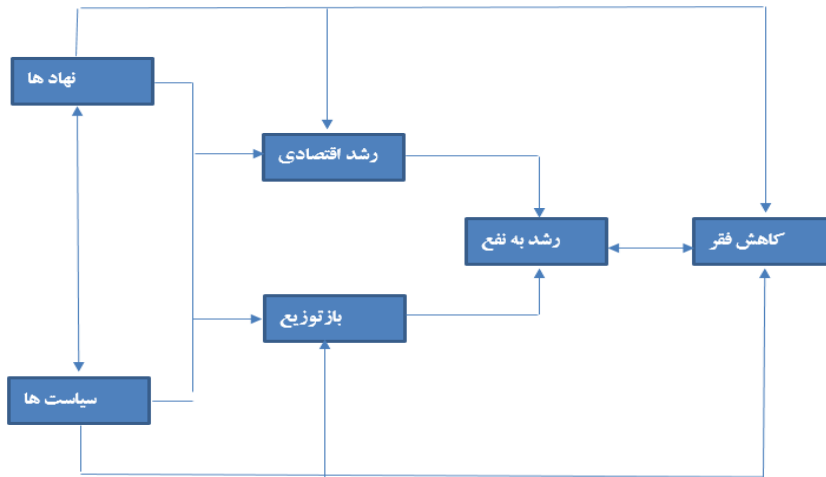 نهاد ها
رشد اقتصادی
رشد به نفع
کاهش فقر
بازتوزیع
سیاست ها